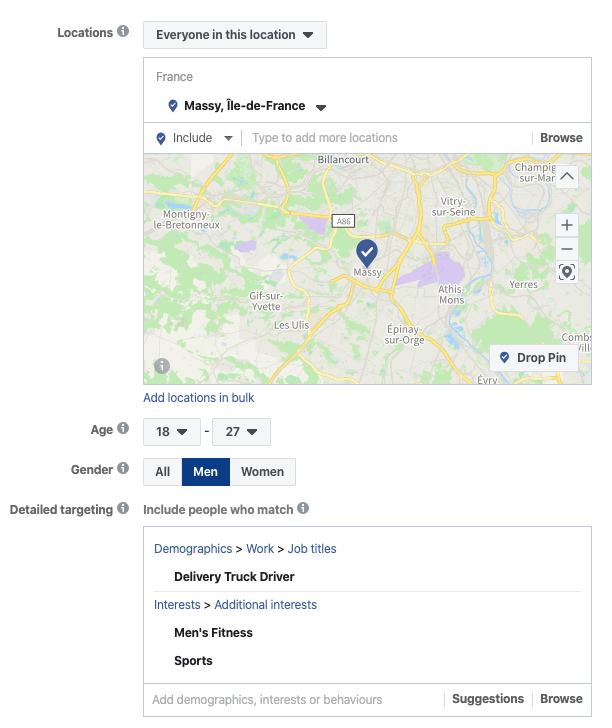 Locations
Everyone in this location
France
Massy, Île-de-France
Include
Type to add more locations
Browse
Billancourt
Champig
sur-Mar
Vitry-
sur-Seine
Montigny-
le-Bretonneux
A86
Massy
Athis-
Mons
Yerres
Gif-sur-
Yvette
Les Ulis
Épinay-
sur-Orge
Combs
Drop Pin
Évry
Add locations in bulk
Age
18 - 27
Gender
All Men Women
Detailed targeting
Include people who match
Demographics > Work > Job titles
Delivery Truck Driver
Interests > Additional interests
Men's Fitness
Sports
Add demographics, interests or behaviours
Suggestions
Browse